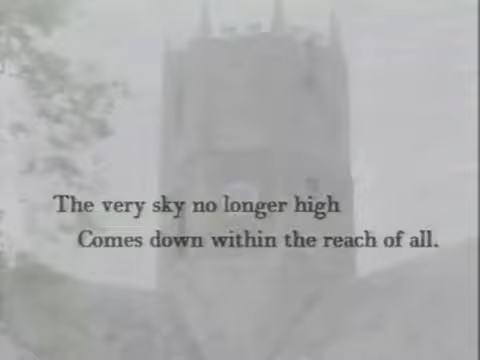 The very sky no longer high
Comes down within the reach of all.